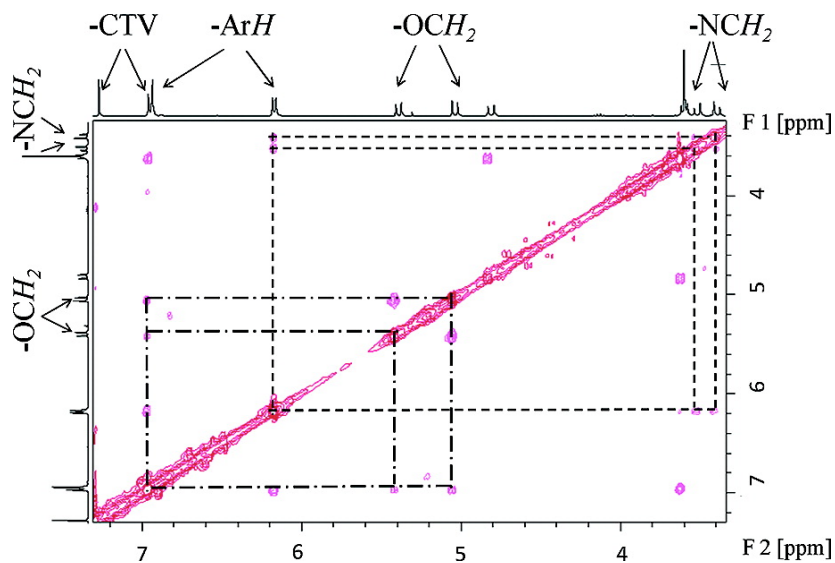 -CTV -ArH -OCH2 -NCH2
F 1 [ppm]
-NCH2
-OCH2
4
5
6
7
7 6 5 4
F 2 [ppm]